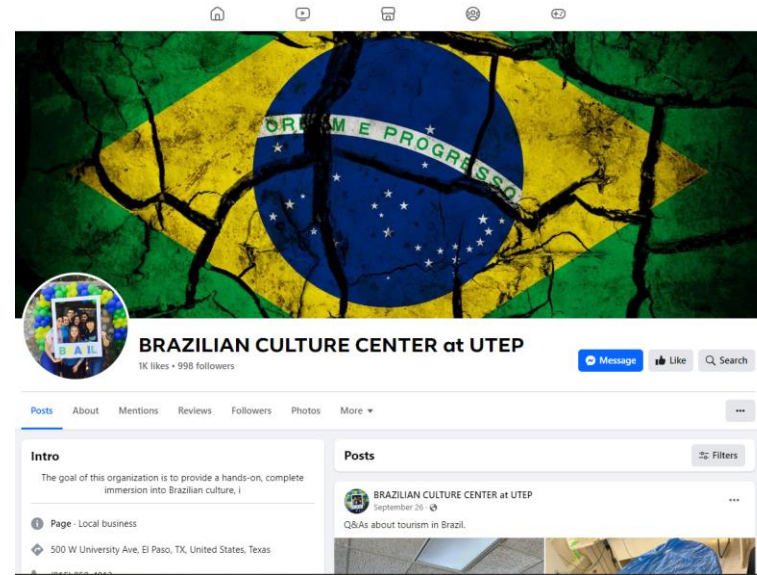 ORDEM E PROGRESSO
BRAZIL
BRAZILIAN CULTURE CENTER at UTEP
1K likes • 998 followers
Message
Like
Search
Posts
About
Mentions
Reviews
Followers
Photos
More
Intro
The goal of this organization is to provide a hands-on, complete
immersion into Brazilian culture, i
Page · Local business
500 W University Ave, El Paso, TX, United States, Texas
Posts
Filters
BRAZILIAN CULTURE CENTER at UTEP
September 26
Q&As about tourism in Brazil.